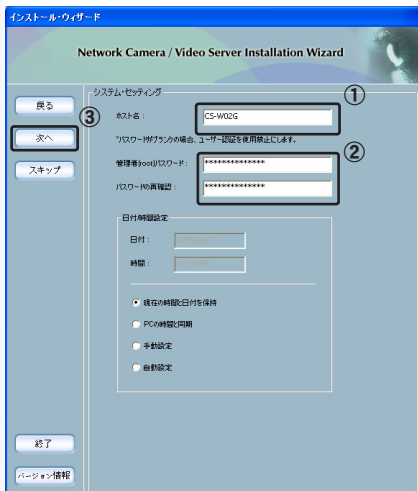 インストール・ウィザード
Network Camera / Video Server Installation Wizard
戻る
次へ
スキップ
終了
バージョン情報
③
システム・セッティング
①
ホスト名：
CS-W02G
*パスワードがブランクの場合、ユーザー認証を使用禁止にします。
②
管理者(root)パスワード：
**************
パスワードの再確認：
**************
日付/時間設定
日付：
時間：
現在の時間と日付を保持
PCの時間と同期
手動設定
自動設定